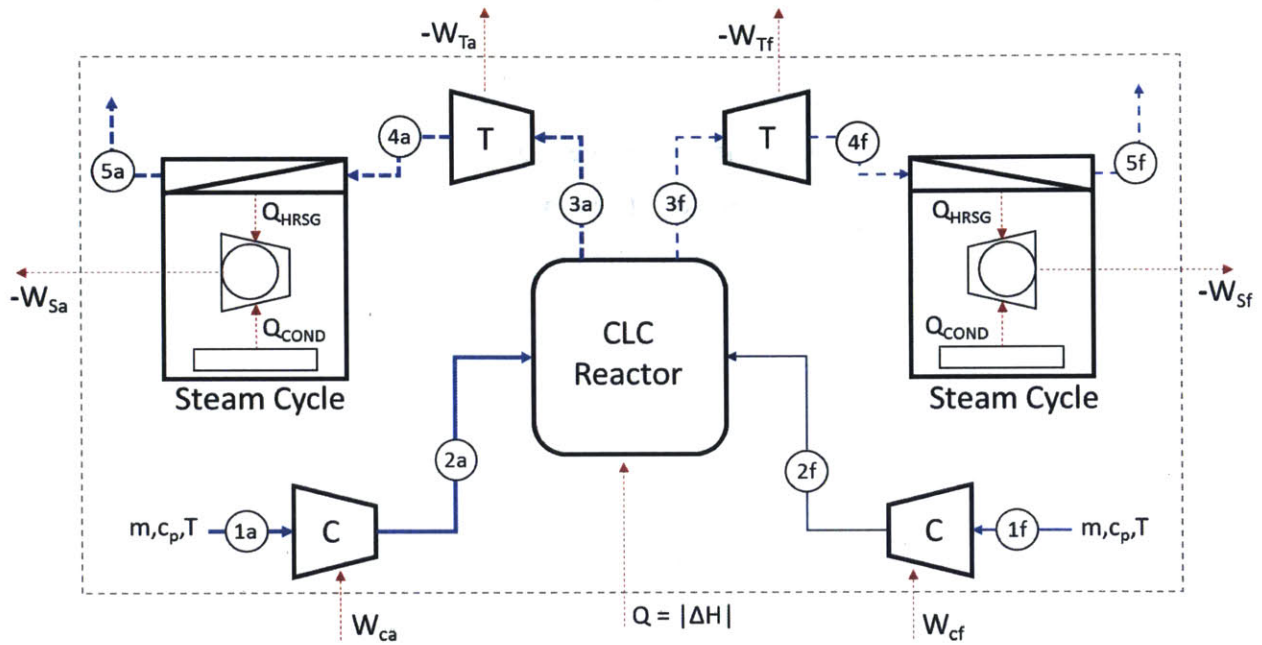 -W_Ta
-W_Tf
5a
4a
T
T
4f
5f
3a
3f
Q_HRSG
Q_HRSG
-W_Sa
-W_Sf
Q_COND
Q_COND
CLC
Reactor
Steam Cycle
Steam Cycle
2a
2f
m,c_p,T
1a
C
C
1f
m,c_p,T
W_ca
Q = |ΔH|
W_cf